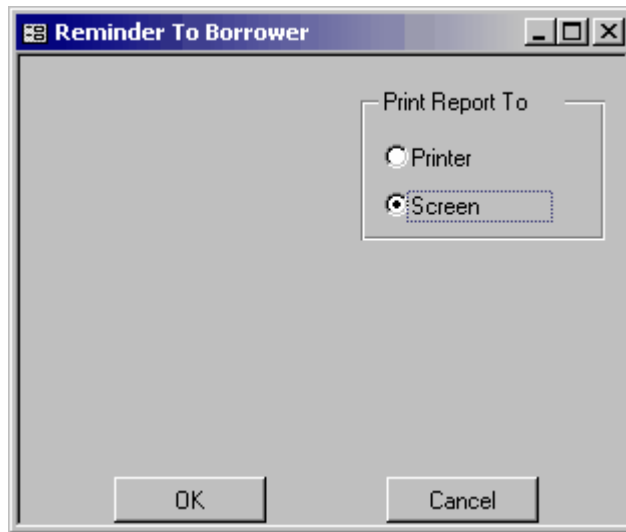 Reminder To Borrower
Print Report To
Printer
Screen
OK
Cancel